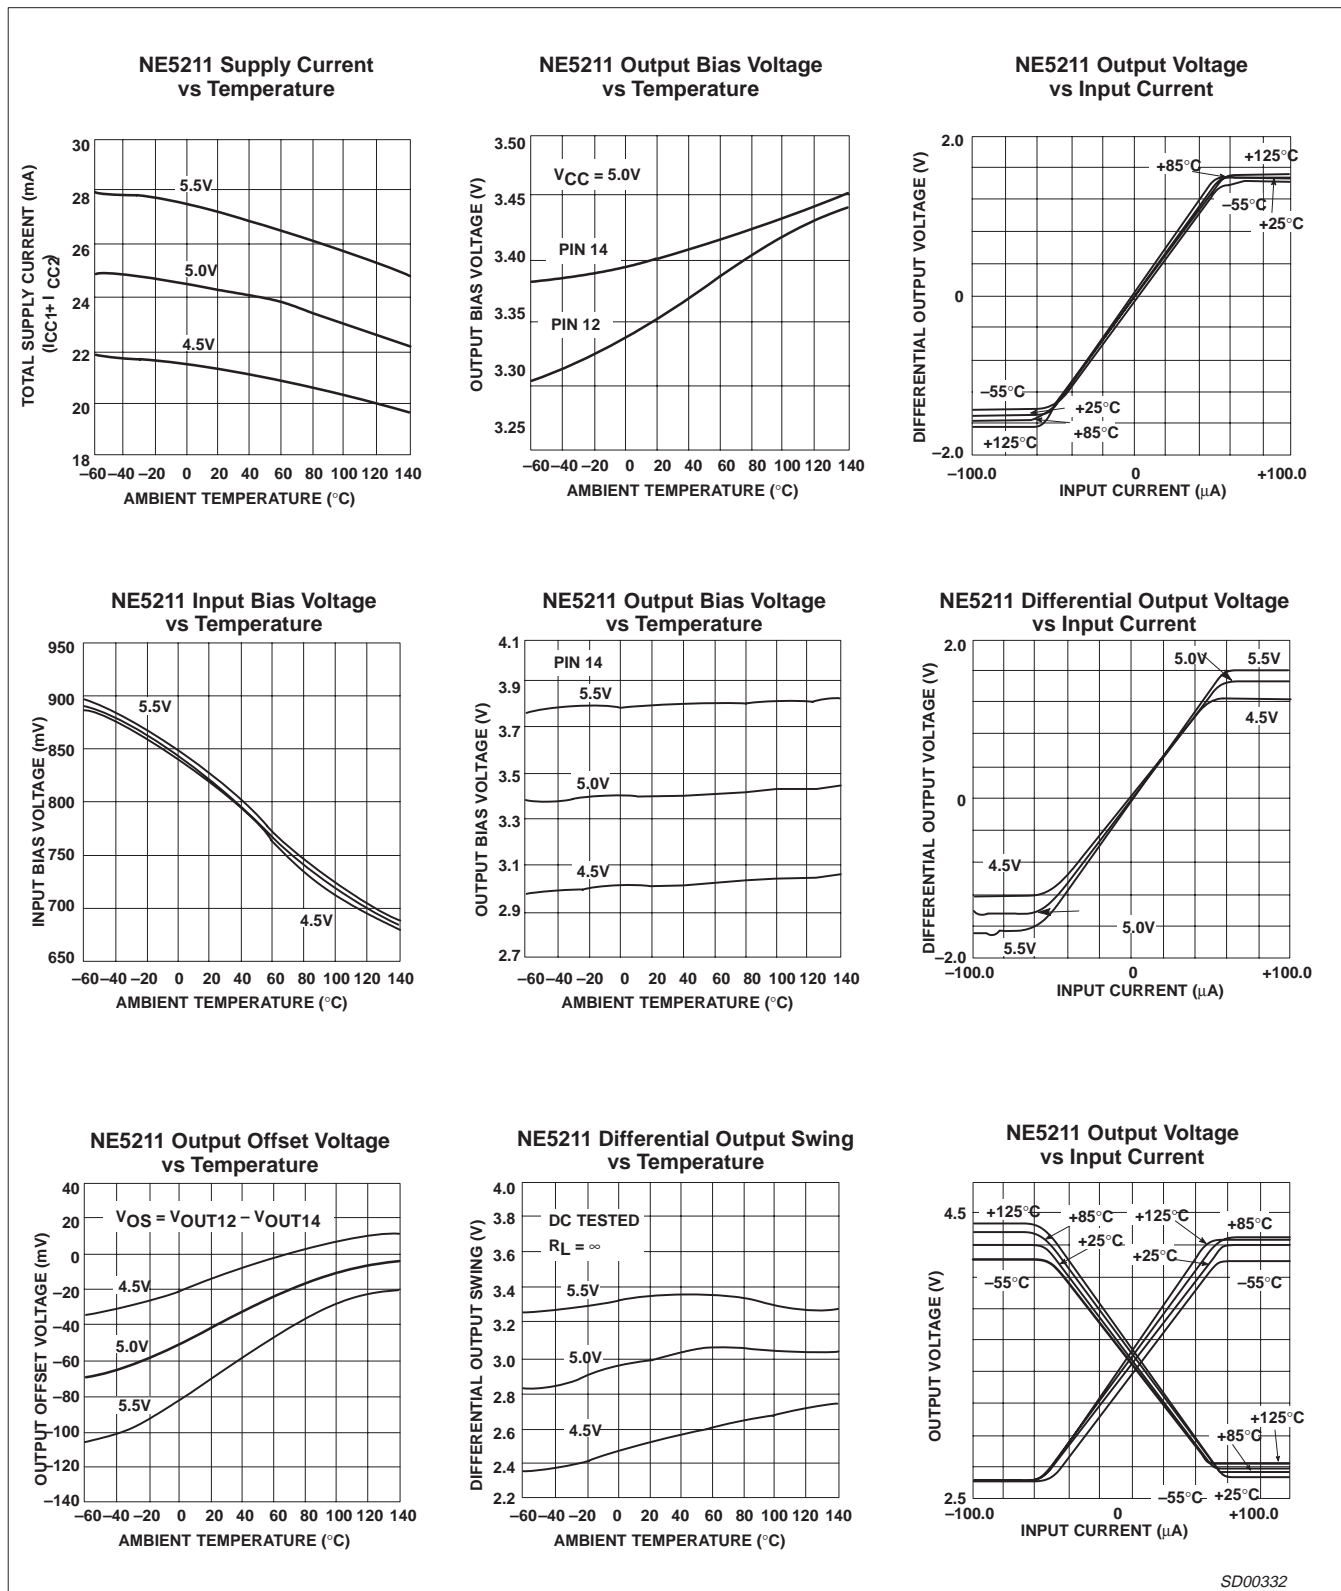 NE5211 Supply Current
vs Temperature
30
28
26
24
22
20
18
TOTAL SUPPLY CURRENT (mA)
(ICC1+ I CC2)
5.5V
5.0V
4.5V
–60 –40 –20 0 20 40 60 80 100 120 140
AMBIENT TEMPERATURE (°C)
NE5211 Output Bias Voltage
vs Temperature
3.50
3.45
3.40
3.35
3.30
3.25
OUTPUT BIAS VOLTAGE (V)
VCC = 5.0V
PIN 14
PIN 12
–60 –40 –20 0 20 40 60 80 100 120 140
AMBIENT TEMPERATURE (°C)
NE5211 Output Voltage
vs Input Current
2.0
0
–2.0
DIFFERENTIAL OUTPUT VOLTAGE (V)
+125°C
+85°C
–55°C
+25°C
–55°C
+25°C
+85°C
+125°C
–100.0 0 +100.0
INPUT CURRENT (µA)
NE5211 Input Bias Voltage
vs Temperature
950
900
850
800
750
700
650
INPUT BIAS VOLTAGE (mV)
5.5V
4.5V
–60 –40 –20 0 20 40 60 80 100 120 140
AMBIENT TEMPERATURE (°C)
NE5211 Output Bias Voltage
vs Temperature
4.1
3.9
3.7
3.5
3.3
3.1
2.9
2.7
OUTPUT BIAS VOLTAGE (V)
PIN 14
5.5V
5.0V
4.5V
–60 –40 –20 0 20 40 60 80 100 120 140
AMBIENT TEMPERATURE (°C)
NE5211 Differential Output Voltage
vs Input Current
2.0
0
–2.0
DIFFERENTIAL OUTPUT VOLTAGE (V)
5.0V
5.5V
4.5V
4.5V
5.0V
5.5V
–100.0 0 +100.0
INPUT CURRENT (µA)
NE5211 Output Offset Voltage
vs Temperature
40
20
0
–20
–40
–60
–80
–100
–120
–140
OUTPUT OFFSET VOLTAGE (mV)
VOS = VOUT12 – VOUT14
4.5V
5.0V
5.5V
–60 –40 –20 0 20 40 60 80 100 120 140
AMBIENT TEMPERATURE (°C)
NE5211 Differential Output Swing
vs Temperature
4.0
3.8
3.6
3.4
3.2
3.0
2.8
2.6
2.4
2.2
DIFFERENTIAL OUTPUT SWING (V)
DC TESTED
RL = ∞
5.5V
5.0V
4.5V
–60 –40 –20 0 20 40 60 80 100 120 140
AMBIENT TEMPERATURE (°C)
NE5211 Output Voltage
vs Input Current
4.5
2.5
OUTPUT VOLTAGE (V)
+125°C
+85°C
+25°C
–55°C
+125°C
+85°C
+25°C
–55°C
+125°C
+85°C
–55°C
+25°C
–100.0 0 +100.0
INPUT CURRENT (µA)
SD00332